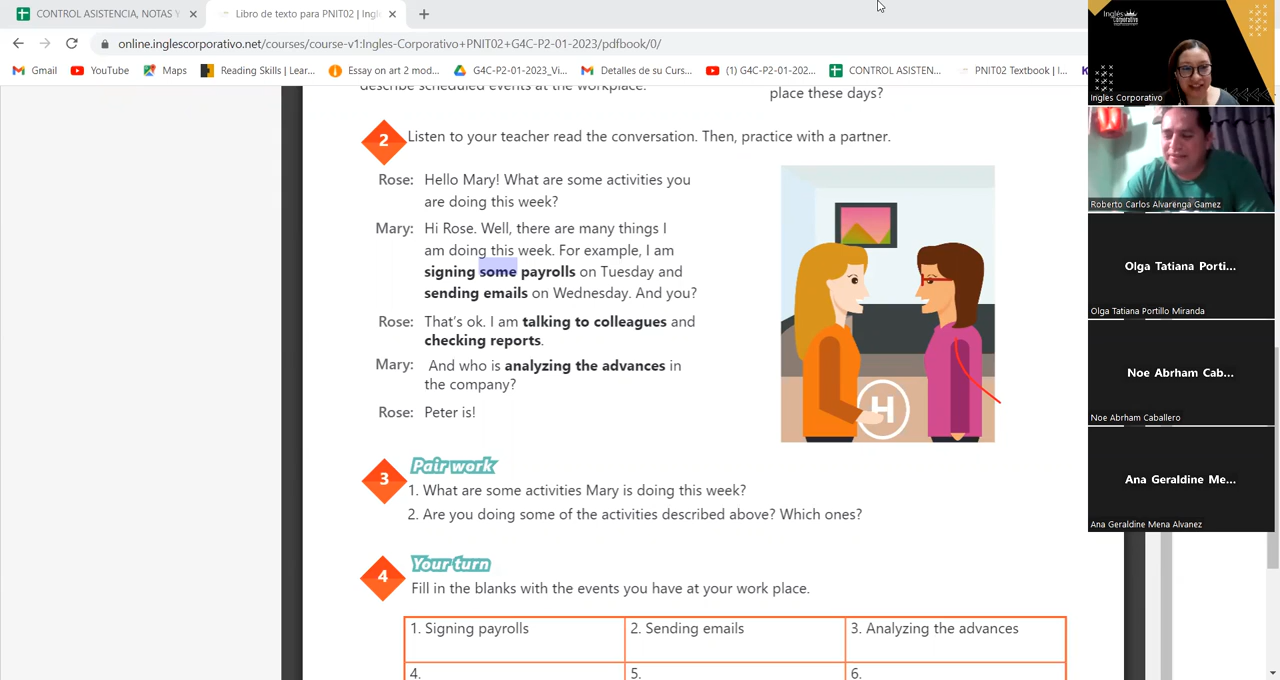 CONTROL ASISTENCIA, NOTAS Y
Libro de texto para PNIT02 | Ingl
online.inglescorporativo.net/courses/course-v1:Ingles-Corporativo+PNIT02+G4C-P2-01-2023/pdfbook/0/
Gmail YouTube Maps Reading Skills | Lear... Essay on art 2 mod... G4C-P2-01-2023_Vi... Detalles de su Curs... (1) G4C-P2-01-202... CONTROL ASISTEN... PNIT02 Textbook | I...
place these days?
2 Listen to your teacher read the conversation. Then, practice with a partner.
Rose: Hello Mary! What are some activities you
are doing this week?
Mary: Hi Rose. Well, there are many things I
am doing this week. For example, I am
signing some payrolls on Tuesday and
sending emails on Wednesday. And you?
Rose: That's ok. I am talking to colleagues and
checking reports.
Mary: And who is analyzing the advances in
the company?
Rose: Peter is!
H
3 Pair work
1. What are some activities Mary is doing this week?
2. Are you doing some of the activities described above? Which ones?
4 Your turn
Fill in the blanks with the events you have at your work place.
1. Signing payrolls 2. Sending emails 3. Analyzing the advances
4. 5. 6.
Inglés
Corporativo
Ingles Corporativo
Roberto Carlos Alvarenga Gamez
Olga Tatiana Porti...
Olga Tatiana Portillo Miranda
Noe Abrham Cab...
Noe Abrham Caballero
Ana Geraldine Me...
Ana Geraldine Mena Alvanez